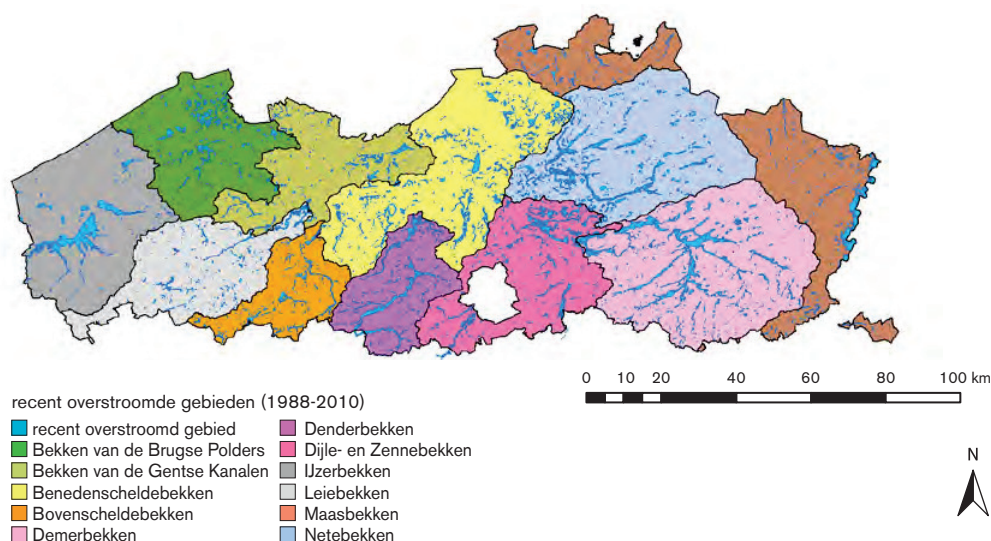 0 10 20 40 60 80 100 km
recent overstroomde gebieden (1988-2010)
recent overstroomd gebied
Bekken van de Brugse Polders
Bekken van de Gentse Kanalen
Benedenscheldebekken
Bovenscheldebekken
Demerbekken
Denderbekken
Dijle- en Zennebekken
IJzerbekken
Leiebekken
Maasbekken
Netebekken
N